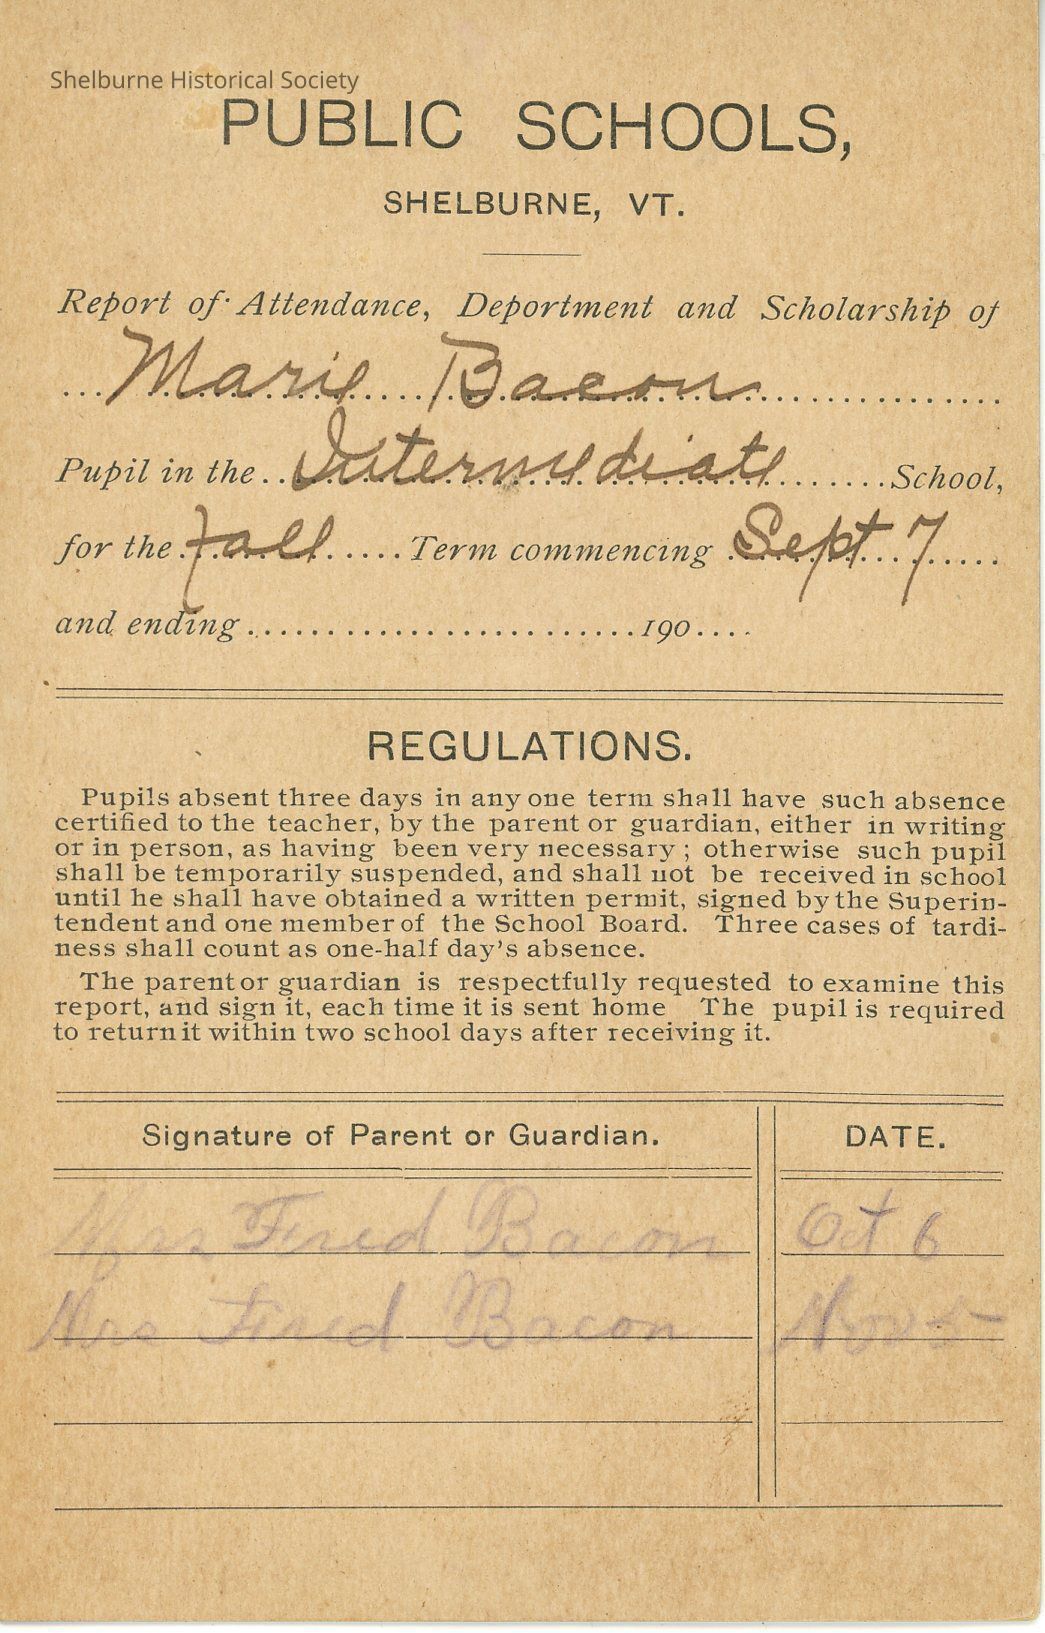 Shelburne Historical Society
PUBLIC SCHOOLS,
SHELBURNE, VT.
Report of Attendance, Deportment and Scholarship of
...Marie Bacon...
Pupil in the..Intermediate.......School,
for the.fall.....Term commencing .Sept 7.....
and ending........................190....
REGULATIONS.
Pupils absent three days in any one term shall have such absence
certified to the teacher, by the parent or guardian, either in writing
or in person, as having been very necessary; otherwise such pupil
shall be temporarily suspended, and shall not be received in school
until he shall have obtained a written permit, signed by the Superin-
tendent and one member of the School Board. Three cases of tardi-
ness shall count as one-half day's absence.
The parent or guardian is respectfully requested to examine this
report, and sign it, each time it is sent home The pupil is required
to return it within two school days after receiving it.
Signature of Parent or Guardian. DATE.
Mrs Fred Bacon Oct 6
Mrs Fred Bacon Nov 5